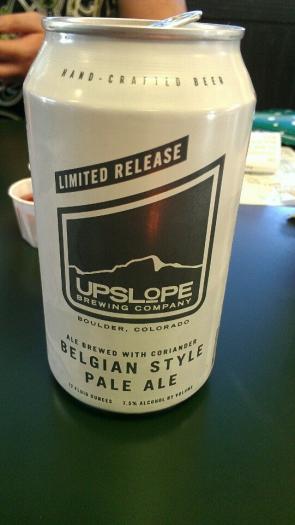 HAND-CRAFTED BEER
LIMITED RELEASE
UPSLOPE
BREWING COMPANY
BOULDER, COLORADO
ALE BREWED WITH CORIANDER
BELGIAN STYLE
PALE ALE
12 FLUID OUNCES 7.5% ALCOHOL BY VOLUME